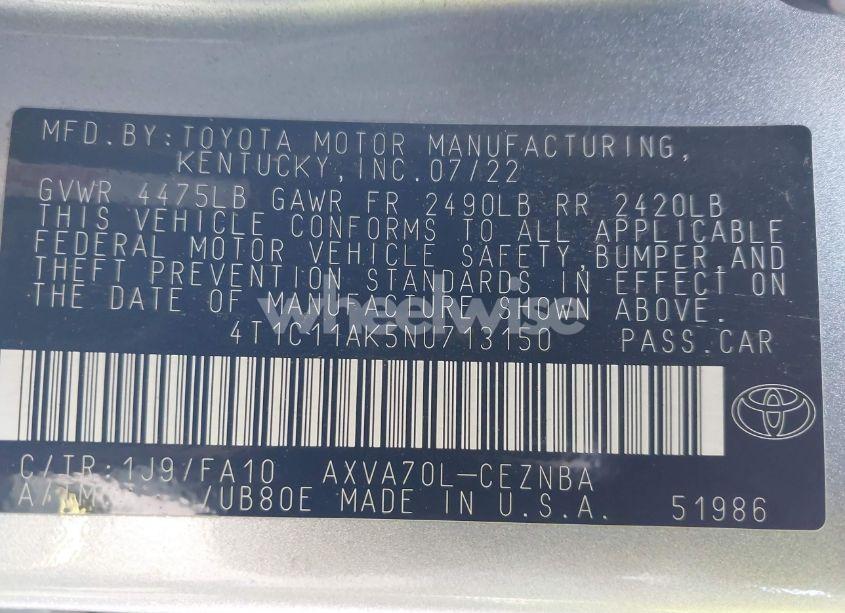 MFD.BY:TOYOTA MOTOR MANUFACTURING,
KENTUCKY,INC.07/22
GVWR 4475LB GAWR FR 2490LB RR 2420LB
THIS VEHICLE CONFORMS TO ALL APPLICABLE
FEDERAL MOTOR VEHICLE SAFETY,BUMPER,AND
THEFT PREVENTION STANDARDS IN EFFECT ON
THE DATE OF MANUFACTURE SHOWN ABOVE.
wheelwise
4T1C11AK5NU713150 PASS.CAR
C/TR:1J9/FA10 AXVA70L-CEZNBA
/UB80E MADE IN U.S.A. 51986